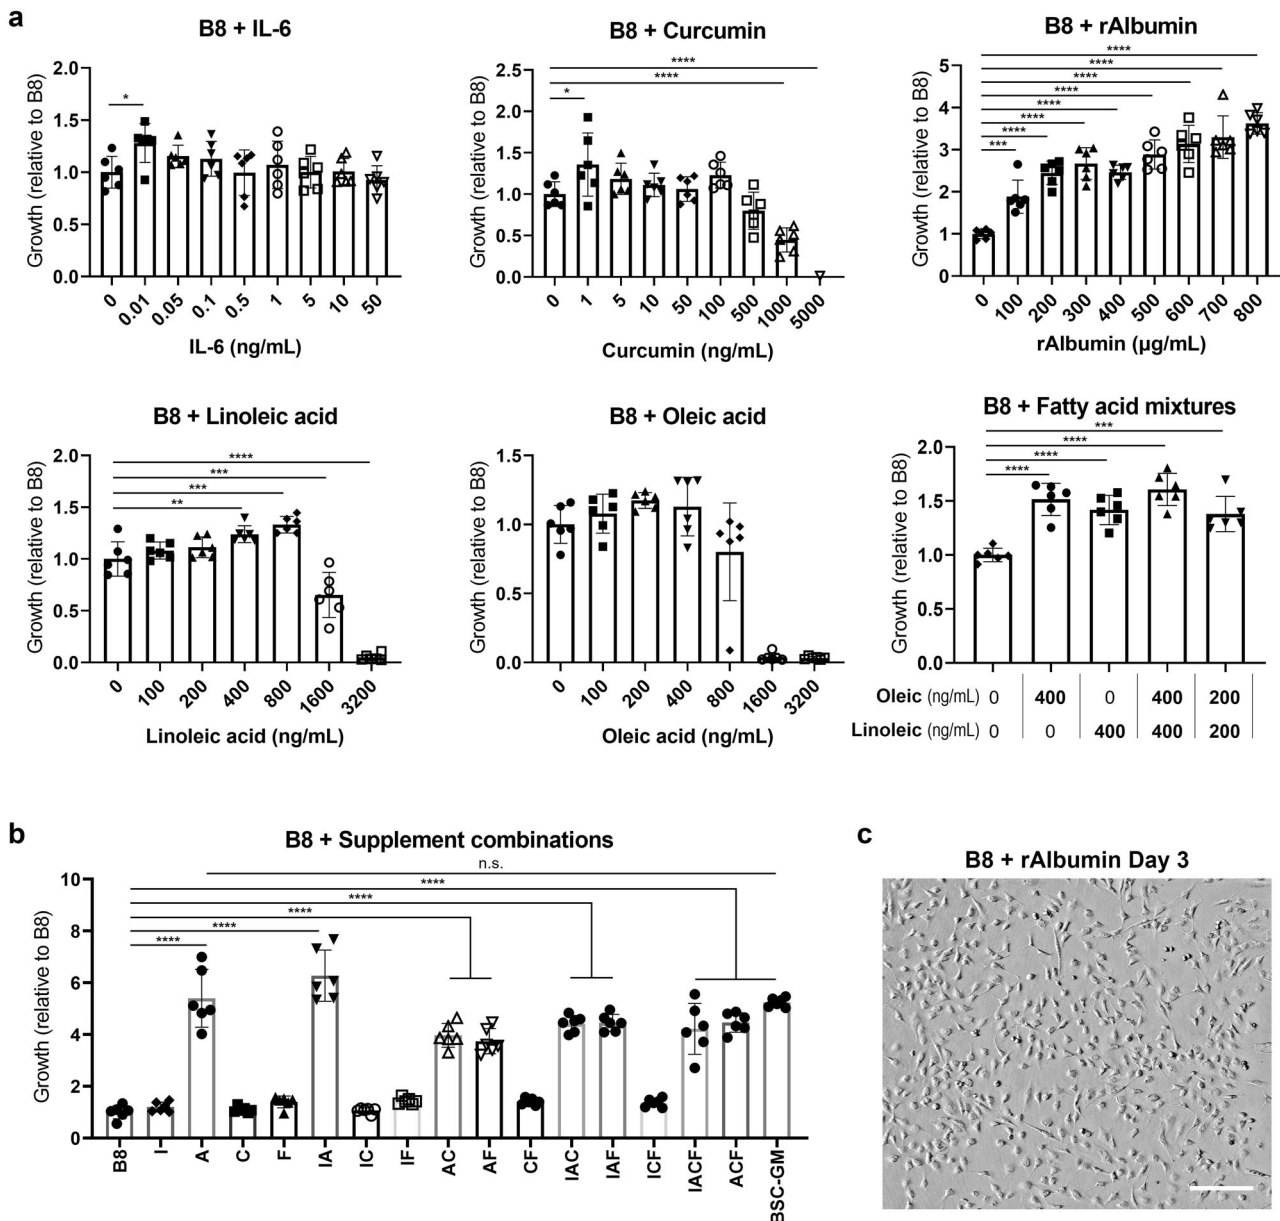 a
B8 + IL-6
Growth (relative to B8)
2.0
1.5
1.0
0.5
0.0
*
0 0.01 0.05 0.1 0.5 1 5 10 50
IL-6 (ng/mL)
B8 + Curcumin
Growth (relative to B8)
2.5
2.0
1.5
1.0
0.5
0.0
****
****
*
0 1 5 10 50 100 500 1000 5000
Curcumin (ng/mL)
B8 + rAlbumin
Growth (relative to B8)
5
4
3
2
1
0
****
****
****
****
****
****
****
***
0 100 200 300 400 500 600 700 800
rAlbumin (µg/mL)
B8 + Linoleic acid
Growth (relative to B8)
2.0
1.5
1.0
0.5
0.0
****
***
***
**
0 100 200 400 800 1600 3200
Linoleic acid (ng/mL)
B8 + Oleic acid
Growth (relative to B8)
1.5
1.0
0.5
0.0
0 100 200 400 800 1600 3200
Oleic acid (ng/mL)
B8 + Fatty acid mixtures
Growth (relative to B8)
2.0
1.5
1.0
0.5
0.0
***
****
****
****
Oleic (ng/mL) 0 400 0 400 200
Linoleic (ng/mL) 0 0 400 400 200
b
B8 + Supplement combinations
Growth (relative to B8)
10
8
6
4
2
0
n.s.
****
****
****
****
****
B8 I A C F IA IC IF AC AF CF IAC IAF ICF IACF ACF BSC-GM
c
B8 + rAlbumin Day 3